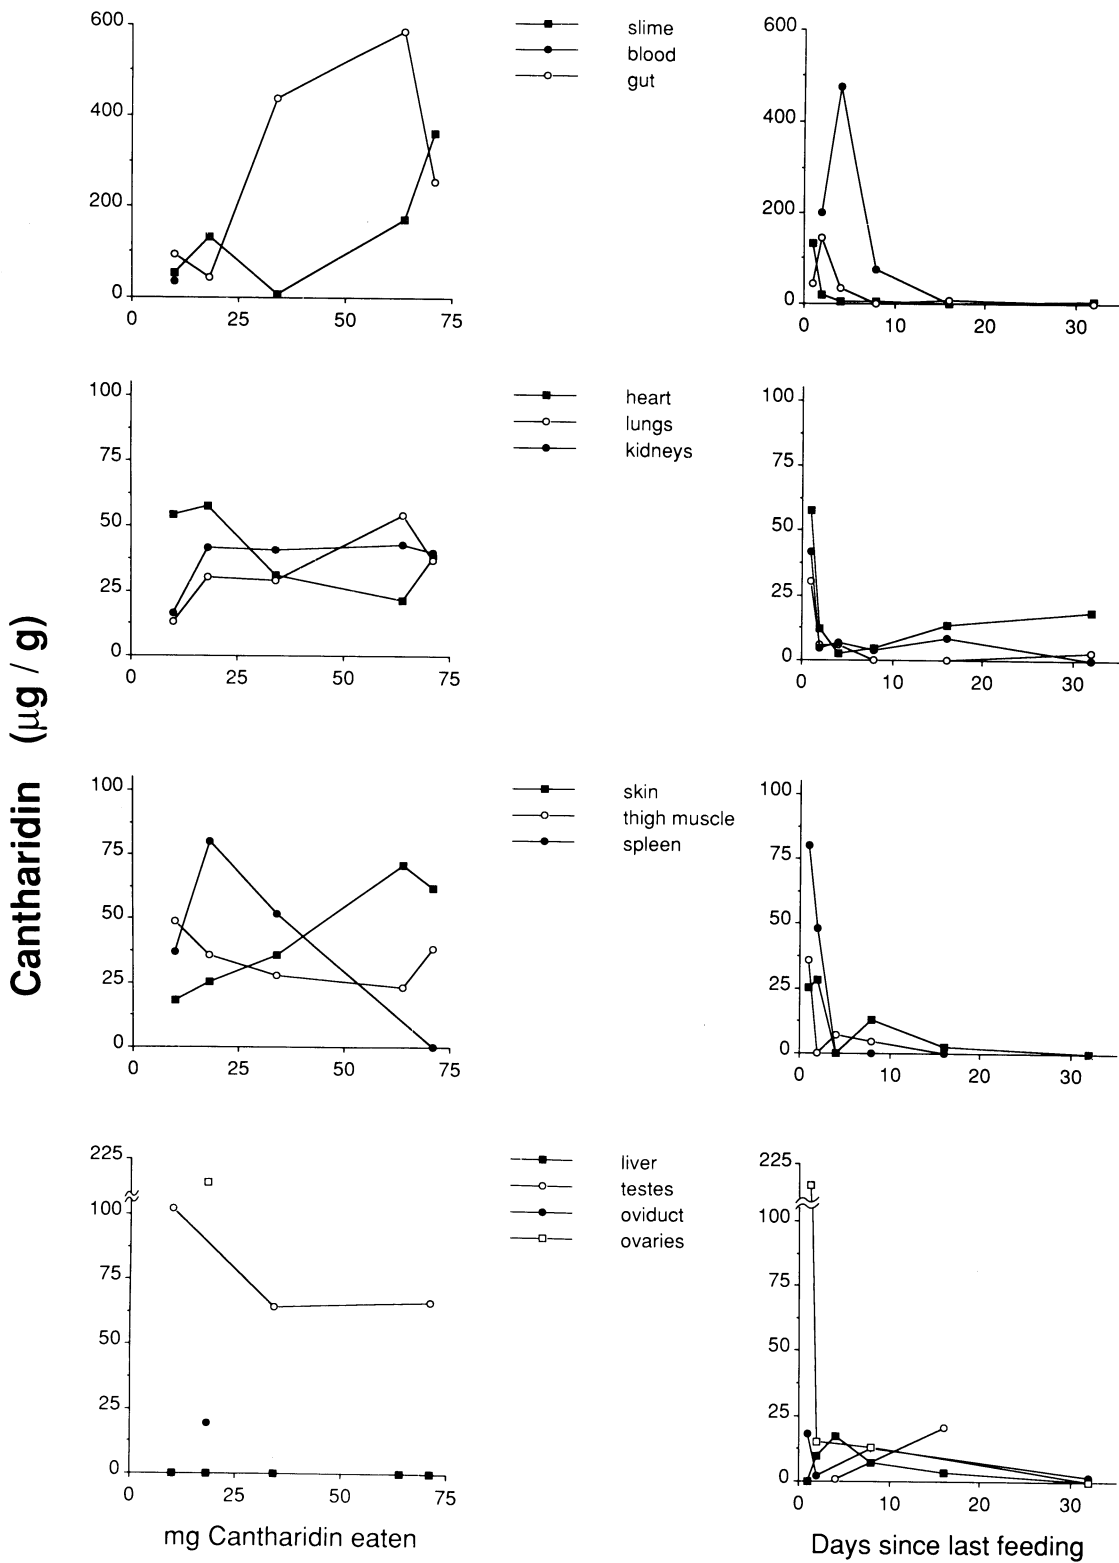 Cantharidin (µg / g)
600
400
200
0
0 25 50 75
slime
blood
gut
600
400
200
0
0 10 20 30
100
75
50
25
0
0 25 50 75
heart
lungs
kidneys
100
75
50
25
0
0 10 20 30
100
75
50
25
0
0 25 50 75
skin
thigh muscle
spleen
100
75
50
25
0
0 10 20 30
225
100
75
50
25
0
0 25 50 75
mg Cantharidin eaten
liver
testes
oviduct
ovaries
225
100
75
50
25
0
0 10 20 30
Days since last feeding